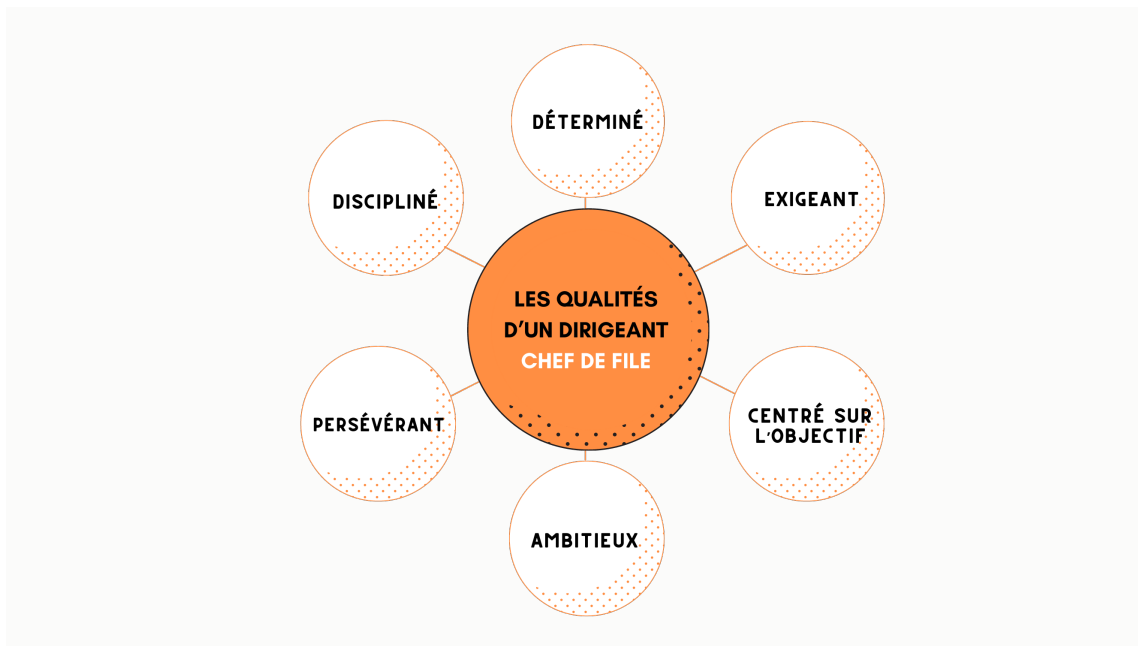 DÉTERMINÉ
DISCIPLINÉ
EXIGEANT
LES QUALITÉS
D'UN DIRIGEANT
CHEF DE FILE
PERSÉVÉRANT
CENTRÉ SUR
L'OBJECTIF
AMBITIEUX